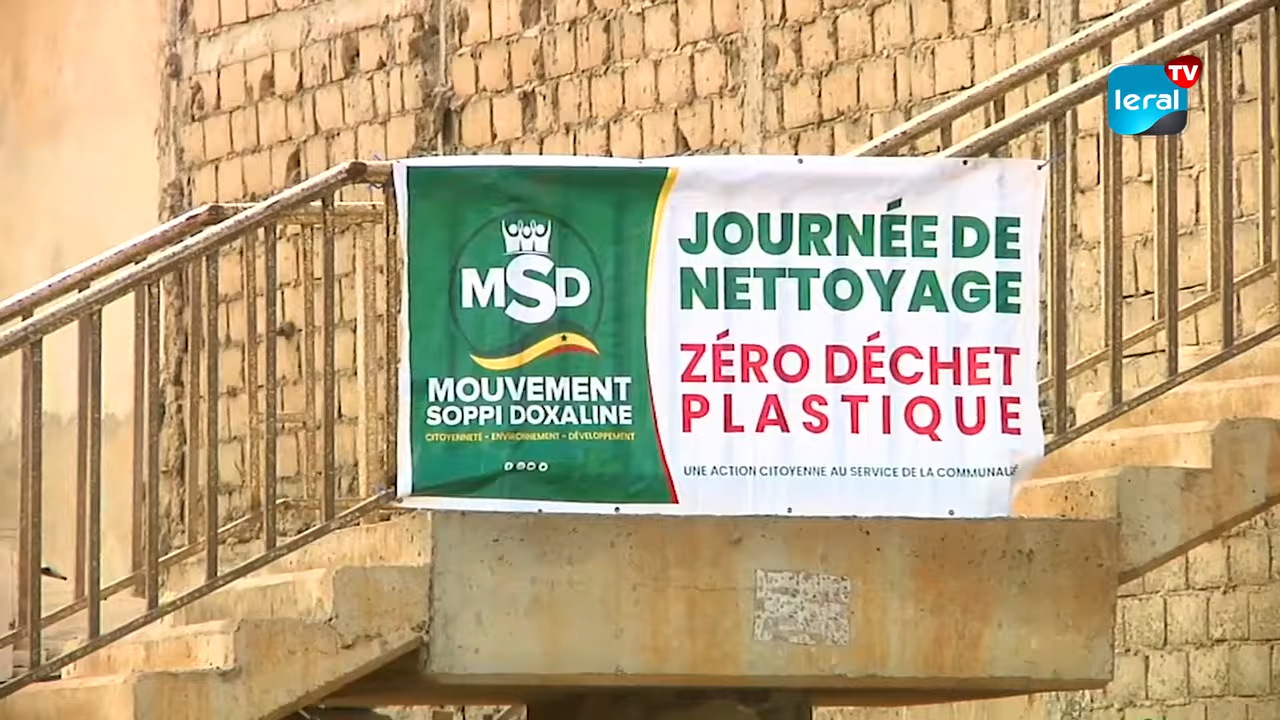 leral
TV
MSD
MOUVEMENT
SOPPI DOXALINE
CITOYENNETÉ - ENVIRONNEMENT - DÉVELOPPEMENT
JOURNÉE DE
NETTOYAGE
ZÉRO DÉCHET
PLASTIQUE
UNE ACTION CITOYENNE AU SERVICE DE LA COMMUNAU